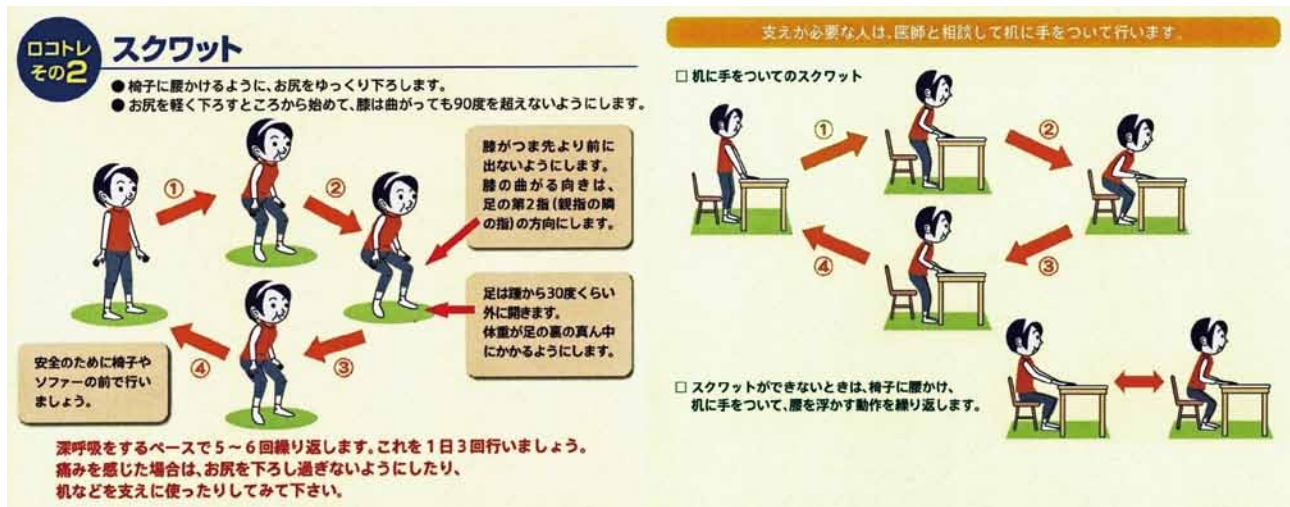 ロコトレ
その2
スクワット
● 椅子に腰かけるように、お尻をゆっくり下ろします。
● お尻を軽く下ろすところから始めて、膝は曲がっても90度を超えないようにします。
①
②
膝がつま先より前に
出ないようにします。
膝の曲がる向きは、
足の第2指(親指の隣
の指)の方向にします。
足は踵から30度くらい
外に開きます。
体重が足の裏の真ん中
にかかるようにします。
③
④
安全のために椅子や
ソファーの前で行い
ましょう。
深呼吸をするペースで5~6回繰り返します。これを1日3回行いましょう。
痛みを感じた場合は、お尻を下ろし過ぎないようにしたり、
机などを支えに使ったりしてみて下さい。
支えが必要な人は、医師と相談して机に手をついて行います。
□ 机に手をついてのスクワット
①
②
③
④
□ スクワットができないときは、椅子に腰かけ、
机に手をついて、腰を浮かす動作を繰り返します。